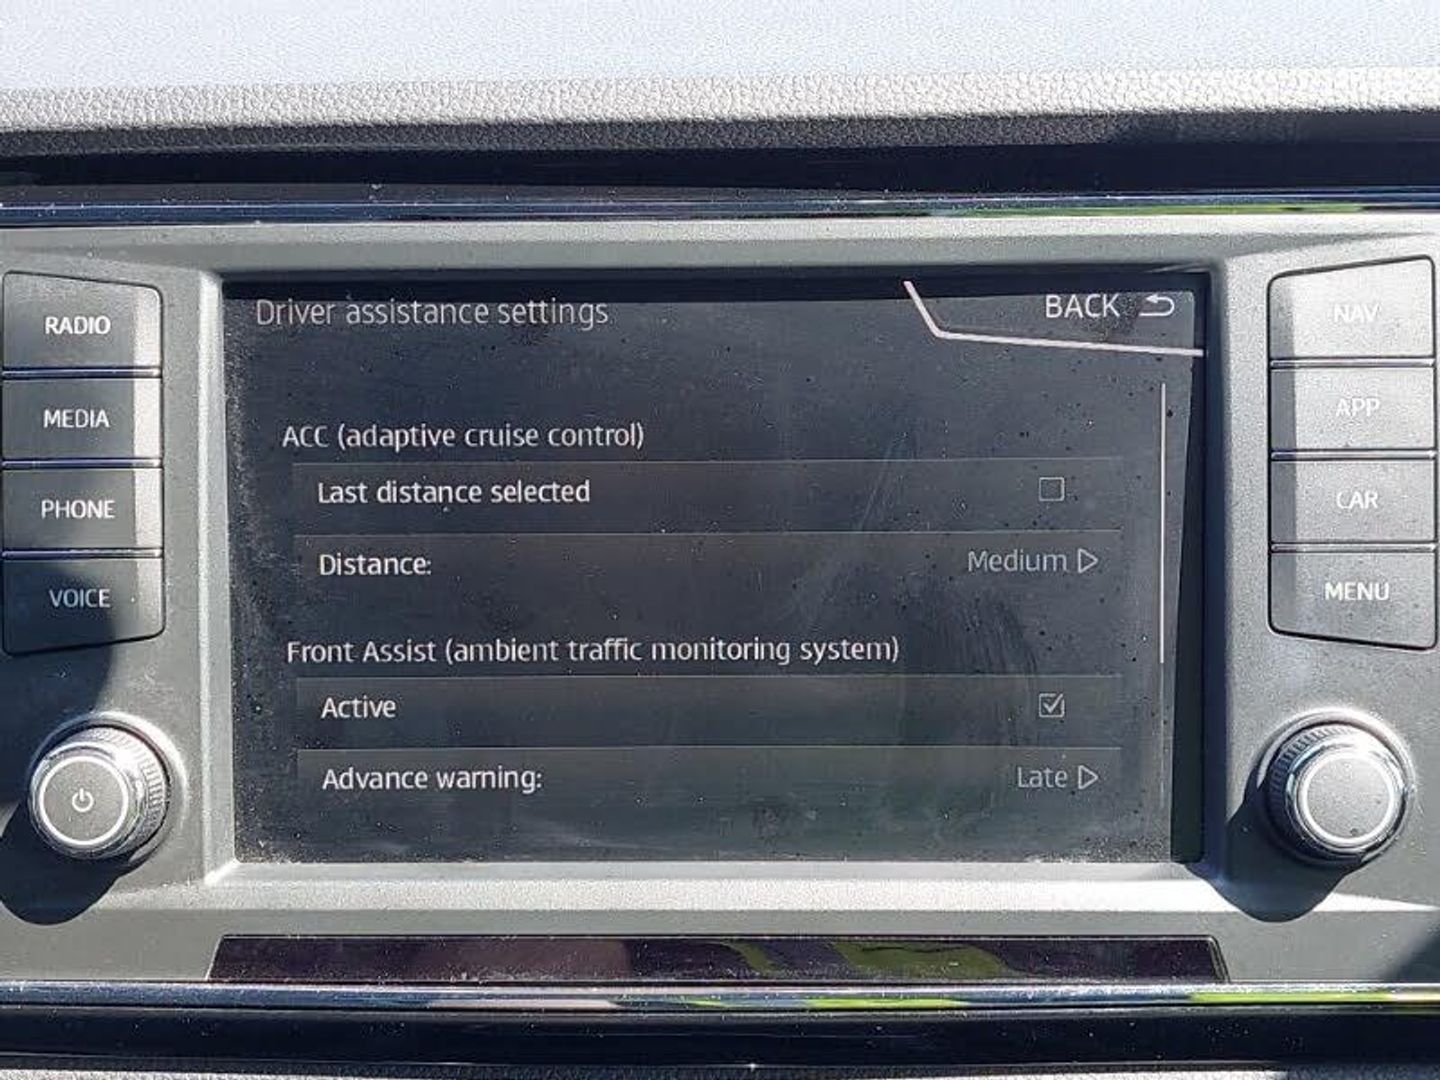 Driver assistance settings
BACK
RADIO
MEDIA
PHONE
VOICE
ACC (adaptive cruise control)
Last distance selected
Distance: Medium
Front Assist (ambient traffic monitoring system)
Active
Advance warning: Late
NAV
APP
CAR
MENU